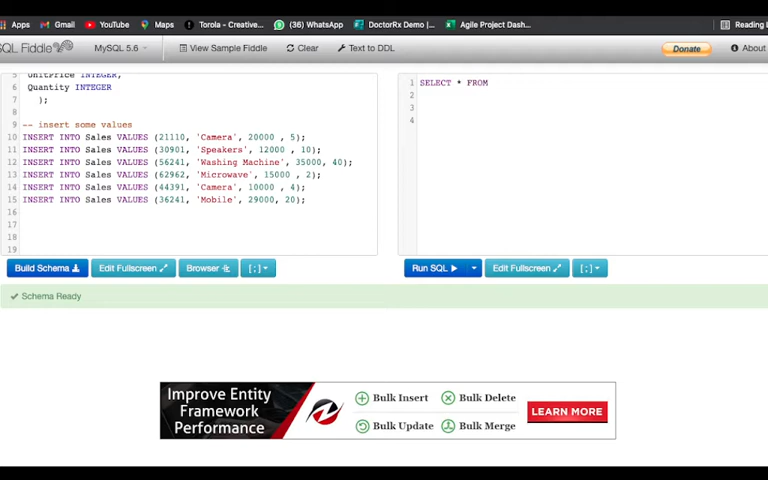 Apps Gmail YouTube Maps Torola - Creative... (36) WhatsApp DoctorRx Demo |... Agile Project Dash... Reading L
SQL Fiddle MySQL 5.6 View Sample Fiddle Clear Text to DDL Donate About
5 UnitPrice INTEGER,
6 Quantity INTEGER
7 );
8
9 -- insert some values
10 INSERT INTO Sales VALUES (21110, 'Camera', 20000 , 5);
11 INSERT INTO Sales VALUES (30901, 'Speakers', 12000 , 10);
12 INSERT INTO Sales VALUES (56241, 'Washing Machine', 35000, 40);
13 INSERT INTO Sales VALUES (62962, 'Microwave', 15000 , 2);
14 INSERT INTO Sales VALUES (44391, 'Camera', 10000 , 4);
15 INSERT INTO Sales VALUES (36241, 'Mobile', 29000, 20);
16
17
18
19
1 SELECT * FROM
2
3
4
Build Schema Edit Fullscreen Browser [ ; ]
Run SQL Edit Fullscreen [ ; ]
Schema Ready
Improve Entity
Framework
Performance
Bulk Insert Bulk Delete
Bulk Update Bulk Merge
LEARN MORE